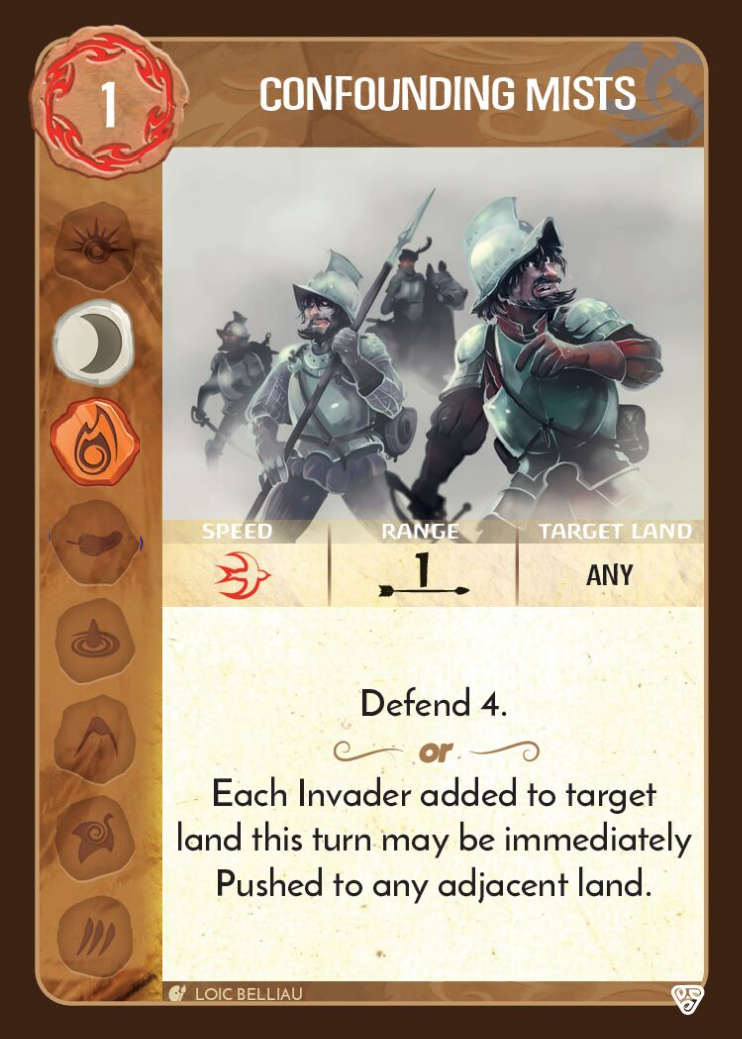 1
CONFOUNDING MISTS
SPEED RANGE TARGET LAND
1 ANY
Defend 4.
or
Each Invader added to target
land this turn may be immediately
Pushed to any adjacent land.
LOIC BELLIAU